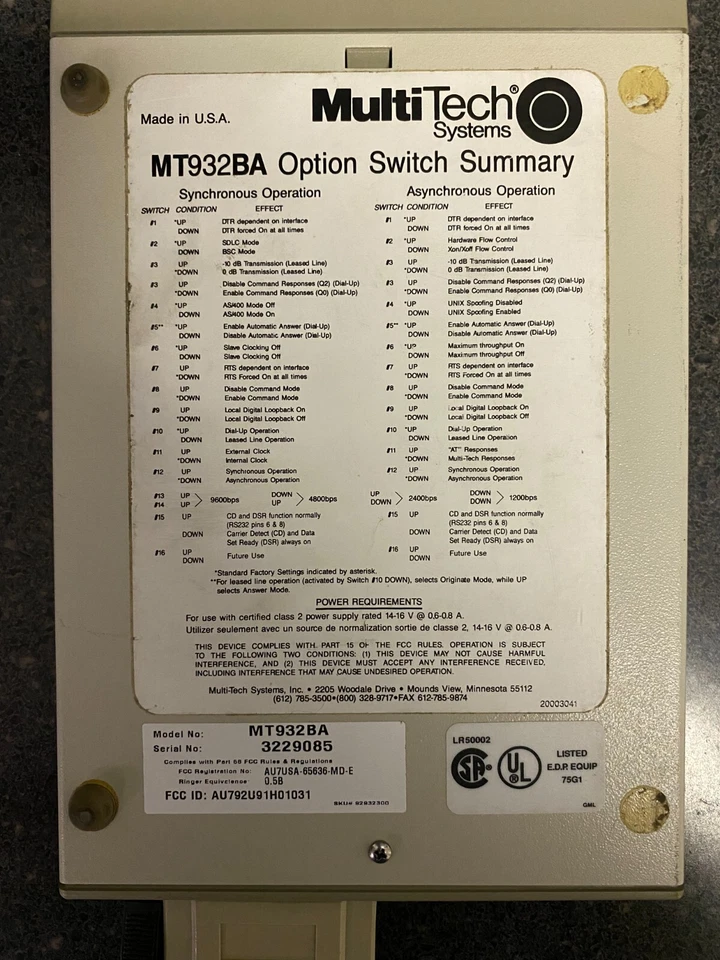 Made in U.S.A.
MultiTech®
Systems
MT932BA Option Switch Summary
Synchronous Operation
SWITCH CONDITION EFFECT
#1 *UP DTR dependent on interface
DOWN DTR forced On at all times
#2 *UP SDLC Mode
DOWN BSC Mode
#3 UP -10 dB Transmission (Leased Line)
*DOWN 0 dB Transmission (Leased Line)
#3 UP Disable Command Responses (Q2) (Dial-Up)
*DOWN Enable Command Responses (Q0) (Dial-Up)
#4 *UP AS/400 Mode Off
DOWN AS/400 Mode On
#5** *UP Enable Automatic Answer (Dial-Up)
DOWN Disable Automatic Answer (Dial-Up)
#6 *UP Slave Clocking Off
DOWN Slave Clocking Off
#7 UP RTS dependent on interface
*DOWN RTS Forced On at all times
#8 UP Disable Command Mode
*DOWN Enable Command Mode
#9 UP Local Digital Loopback On
*DOWN Local Digital Loopback Off
#10 *UP Dial-Up Operation
DOWN Leased Line Operation
#11 UP External Clock
*DOWN Internal Clock
#12 UP Synchronous Operation
*DOWN Asynchronous Operation
Asynchronous Operation
SWITCH CONDITION EFFECT
#1 *UP DTR dependent on interface
DOWN DTR forced On at all times
#2 *UP Hardware Flow Control
DOWN Xon/Xoff Flow Control
#3 UP -10 dB Transmission (Leased Line)
*DOWN 0 dB Transmission (Leased Line)
#3 UP Disable Command Responses (Q2) (Dial-Up)
*DOWN Enable Command Responses (Q0) (Dial-Up)
#4 *UP UNIX Spoofing Disabled
DOWN UNIX Spoofing Enabled
#5** *UP Enable Automatic Answer (Dial-Up)
DOWN Disable Automatic Answer (Dial-Up)
#6 *UP Maximum throughput On
DOWN Maximum throughput Off
#7 UP RTS dependent on interface
*DOWN RTS Forced On at all times
#8 UP Disable Command Mode
*DOWN Enable Command Mode
#9 UP Local Digital Loopback On
*DOWN Local Digital Loopback Off
#10 *UP Dial-Up Operation
DOWN Leased Line Operation
#11 UP "AT" Responses
*DOWN Multi-Tech Responses
#12 UP Synchronous Operation
*DOWN Asynchronous Operation
#13 UP DOWN UP DOWN
#14 UP > 9600bps UP > 4800bps DOWN > 2400bps DOWN > 1200bps
#15 UP CD and DSR function normally
(RS232 pins 6 & 8)
DOWN Carrier Detect (CD) and Data
Set Ready (DSR) always on
#16 UP Future Use
DOWN
#15 UP CD and DSR function normally
(RS232 pins 6 & 8)
DOWN Carrier Detect (CD) and Data
Set Ready (DSR) always on
#16 UP Future Use
DOWN
*Standard Factory Settings indicated by asterisk.
**For leased line operation (activated by Switch #10 DOWN), selects Originate Mode, while UP
selects Answer Mode.
POWER REQUIREMENTS
For use with certified class 2 power supply rated 14-16 V @ 0.6-0.8 A.
Utilizer seulement avec un source de normalization sortie de classe 2, 14-16 V @ 0.6-0.8 A.
THIS DEVICE COMPLIES WITH PART 15 OF THE FCC RULES. OPERATION IS SUBJECT
TO THE FOLLOWING TWO CONDITIONS: (1) THIS DEVICE MAY NOT CAUSE HARMFUL
INTERFERENCE, AND (2) THIS DEVICE MUST ACCEPT ANY INTERFERENCE RECEIVED,
INCLUDING INTERFERENCE THAT MAY CAUSE UNDESIRED OPERATION.
Multi-Tech Systems, Inc. • 2205 Woodale Drive • Mounds View, Minnesota 55112
(612) 785-3500•(800) 328-9717•FAX 612-785-9874
20003041
Model No: MT932BA
Serial No: 3229085
Complies with Part 68 FCC Rules & Regulations
FCC Registration No: AU7USA-65636-MD-E
Ringer Equivalence 0.5B
FCC ID: AU792U91H01031
SKU# 92932300
LR50002
SA
UL
LISTED
E.D.P. EQUIP
75G1
GML